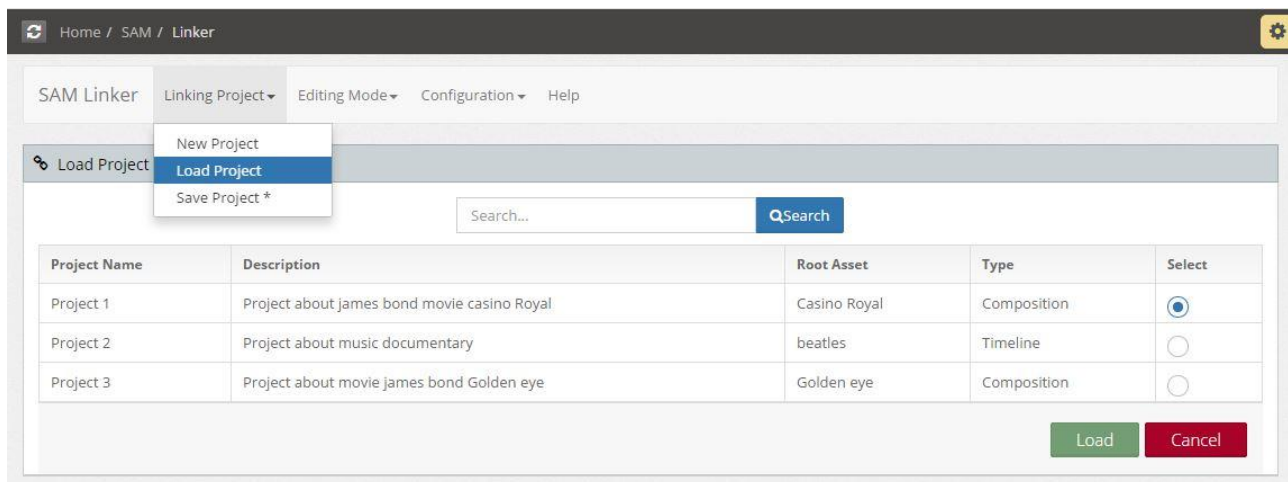 Home / SAM / Linker
SAM Linker Linking Project Editing Mode Configuration Help
New Project
Load Project
Load Project
Save Project *
Search... Search
Project Name Description Root Asset Type Select
Project 1 Project about james bond movie casino Royal Casino Royal Composition
Project 2 Project about music documentary beatles Timeline
Project 3 Project about movie james bond Golden eye Golden eye Composition
Load Cancel